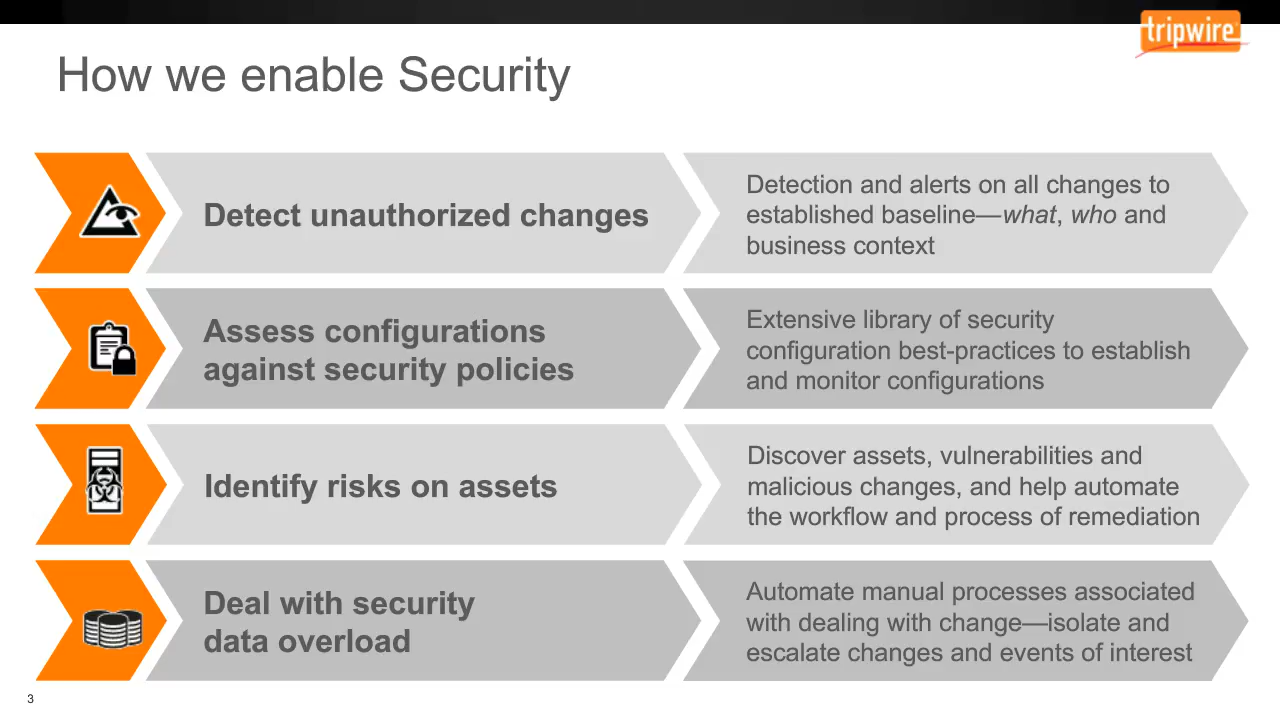 tripwire
How we enable Security
Detect unauthorized changes
Detection and alerts on all changes to
established baseline—what, who and
business context
Assess configurations
against security policies
Extensive library of security
configuration best-practices to establish
and monitor configurations
Identify risks on assets
Discover assets, vulnerabilities and
malicious changes, and help automate
the workflow and process of remediation
Deal with security
data overload
Automate manual processes associated
with dealing with change—isolate and
escalate changes and events of interest
3